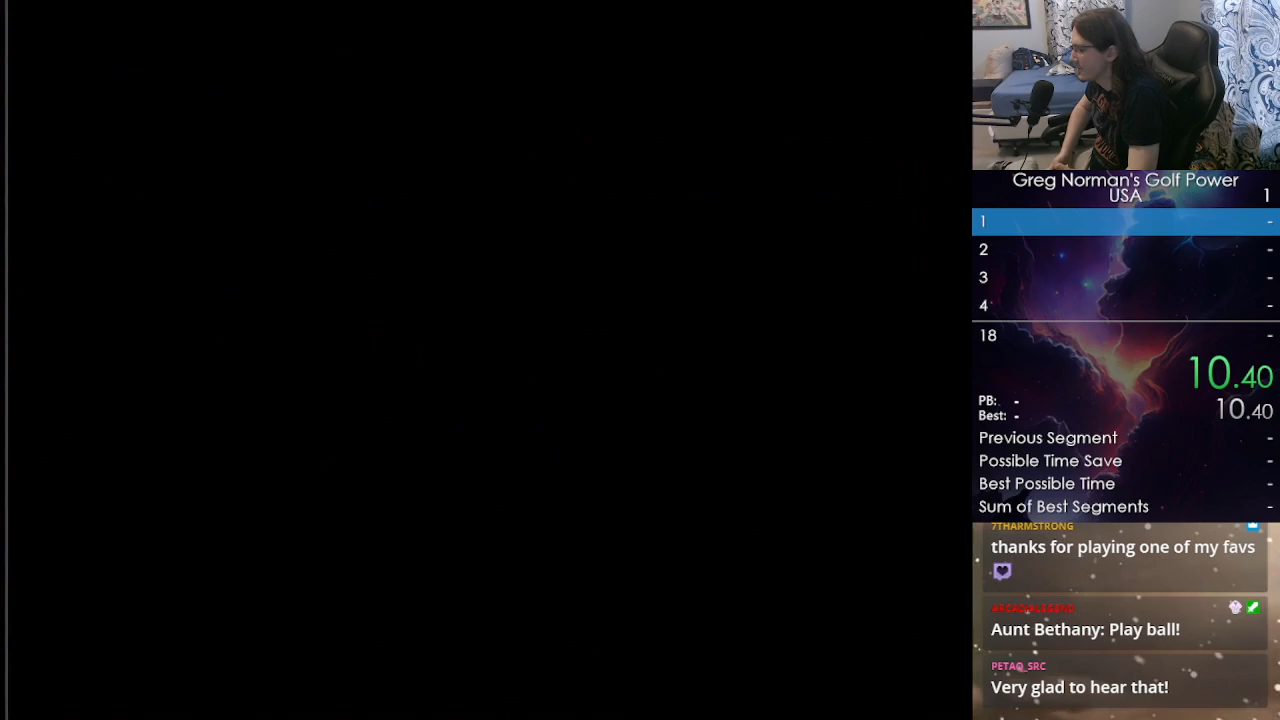 Greg Norman's Golf Power
USA 1
1 -
2 -
3 -
4 -
18 -
10.40
PB: -
10.40
Best: -
Previous Segment -
Possible Time Save -
Best Possible Time -
Sum of Best Segments -
7THARMSTRONG
thanks for playing one of my favs
Aunt Bethany: Play ball!
PETAQ_SRC
Very glad to hear that!